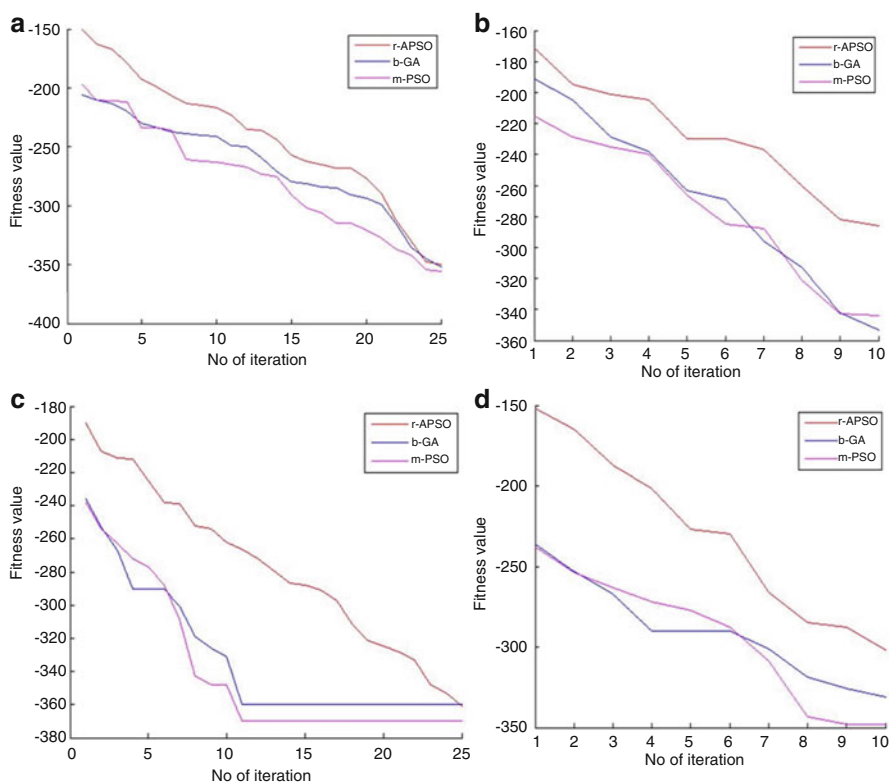 a
-150
-200
-250
-300
-350
-400
0
5
10
15
20
25
Fitness value
No of iteration
r-APSO
b-GA
m-PSO
b
-160
-180
-200
-220
-240
-260
-280
-300
-320
-340
-360
1
2
3
4
5
6
7
8
9
10
Fitness value
No of iteration
r-APSO
b-GA
m-PSO
c
-180
-200
-220
-240
-260
-280
-300
-320
-340
-360
-380
0
5
10
15
20
25
Fitness value
No of iteration
r-APSO
b-GA
m-PSO
d
-150
-200
-250
-300
-350
1
2
3
4
5
6
7
8
9
10
Fitness value
No of iteration
r-APSO
b-GA
m-PSO